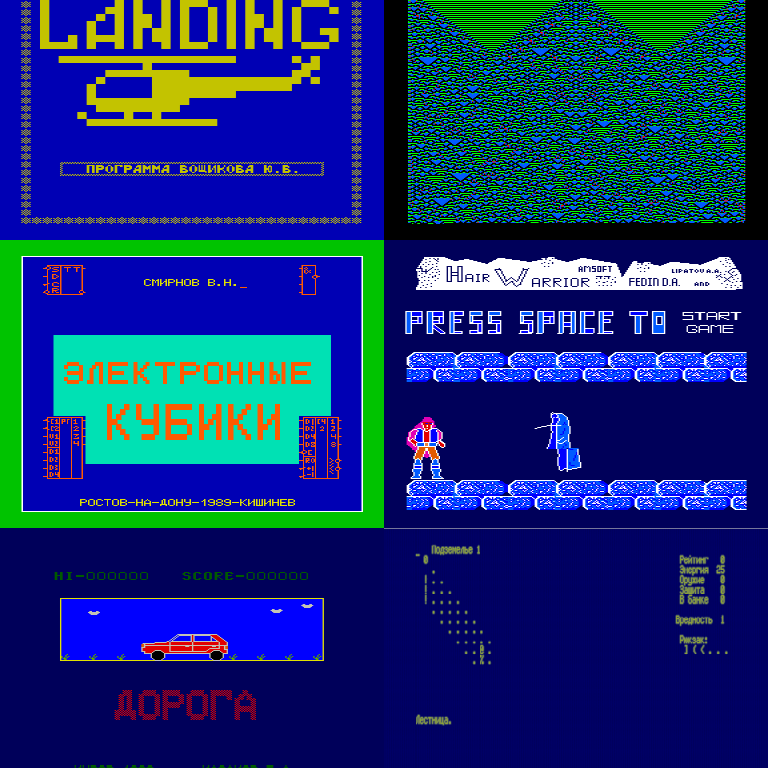 LANDING
ПРОГРАММА ВОЩИКОВА Ю.В.
СМИРНОВ В.Н._
ЭЛЕКТРОННЫЕ
КУБИКИ
РОСТОВ-НА-ДОНУ-1989-КИШИНЕВ
HAIR WARRIOR
AMSOFT
FEDIN D.A. AND
LIPATOV A.A.
PRESS SPACE TO START GAME
HI-000000 SCORE-000000
ДОРОГА
Подземелье 1
Рейтинг 0
Энергия 25
Оружие 0
Защита 0
В банке 0
Вредность 1
Рюкзак:
] ( ( . . .
Лестница.